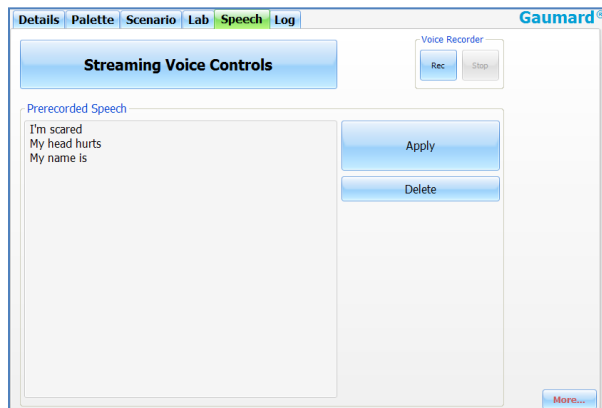 Details Palette Scenario Lab Speech Log
Gaumard®
Streaming Voice Controls
Voice Recorder
Rec Stop
Prerecorded Speech
I'm scared
My head hurts
My name is
Apply
Delete
More...